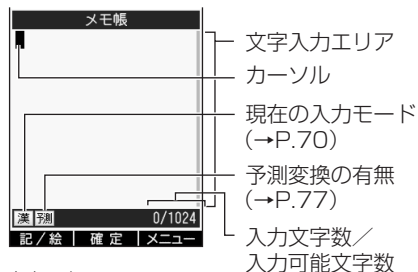 メモ帳
文字入力エリア
カーソル
現在の入力モード
(→P.70)
予測変換の有無
(→P.77)
漢 予測 0/1024
記/絵 確定 メニュー
入力文字数/
入力可能文字数